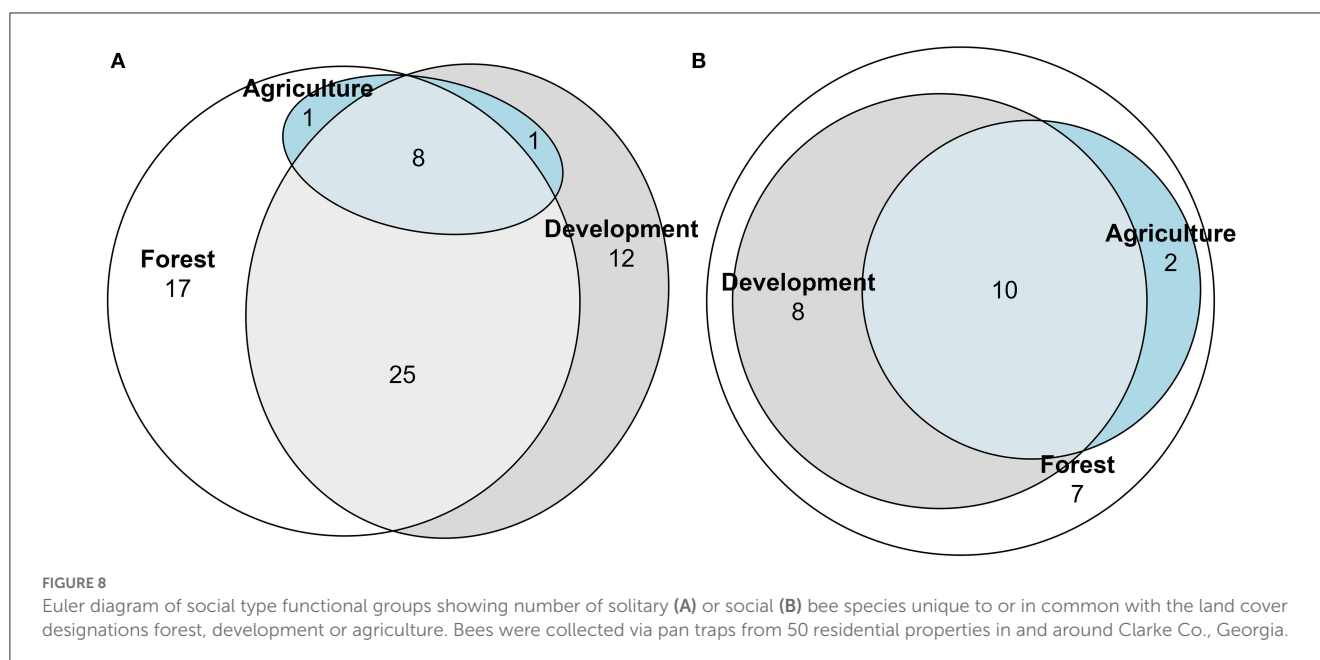 A
Agriculture
1
1
8
Development
12
Forest
17
25
B
Agriculture
2
Development
8
10
Forest
7
FIGURE 8
Euler diagram of social type functional groups showing number of solitary (A) or social (B) bee species unique to or in common with the land cover
designations forest, development or agriculture. Bees were collected via pan traps from 50 residential properties in and around Clarke Co., Georgia.